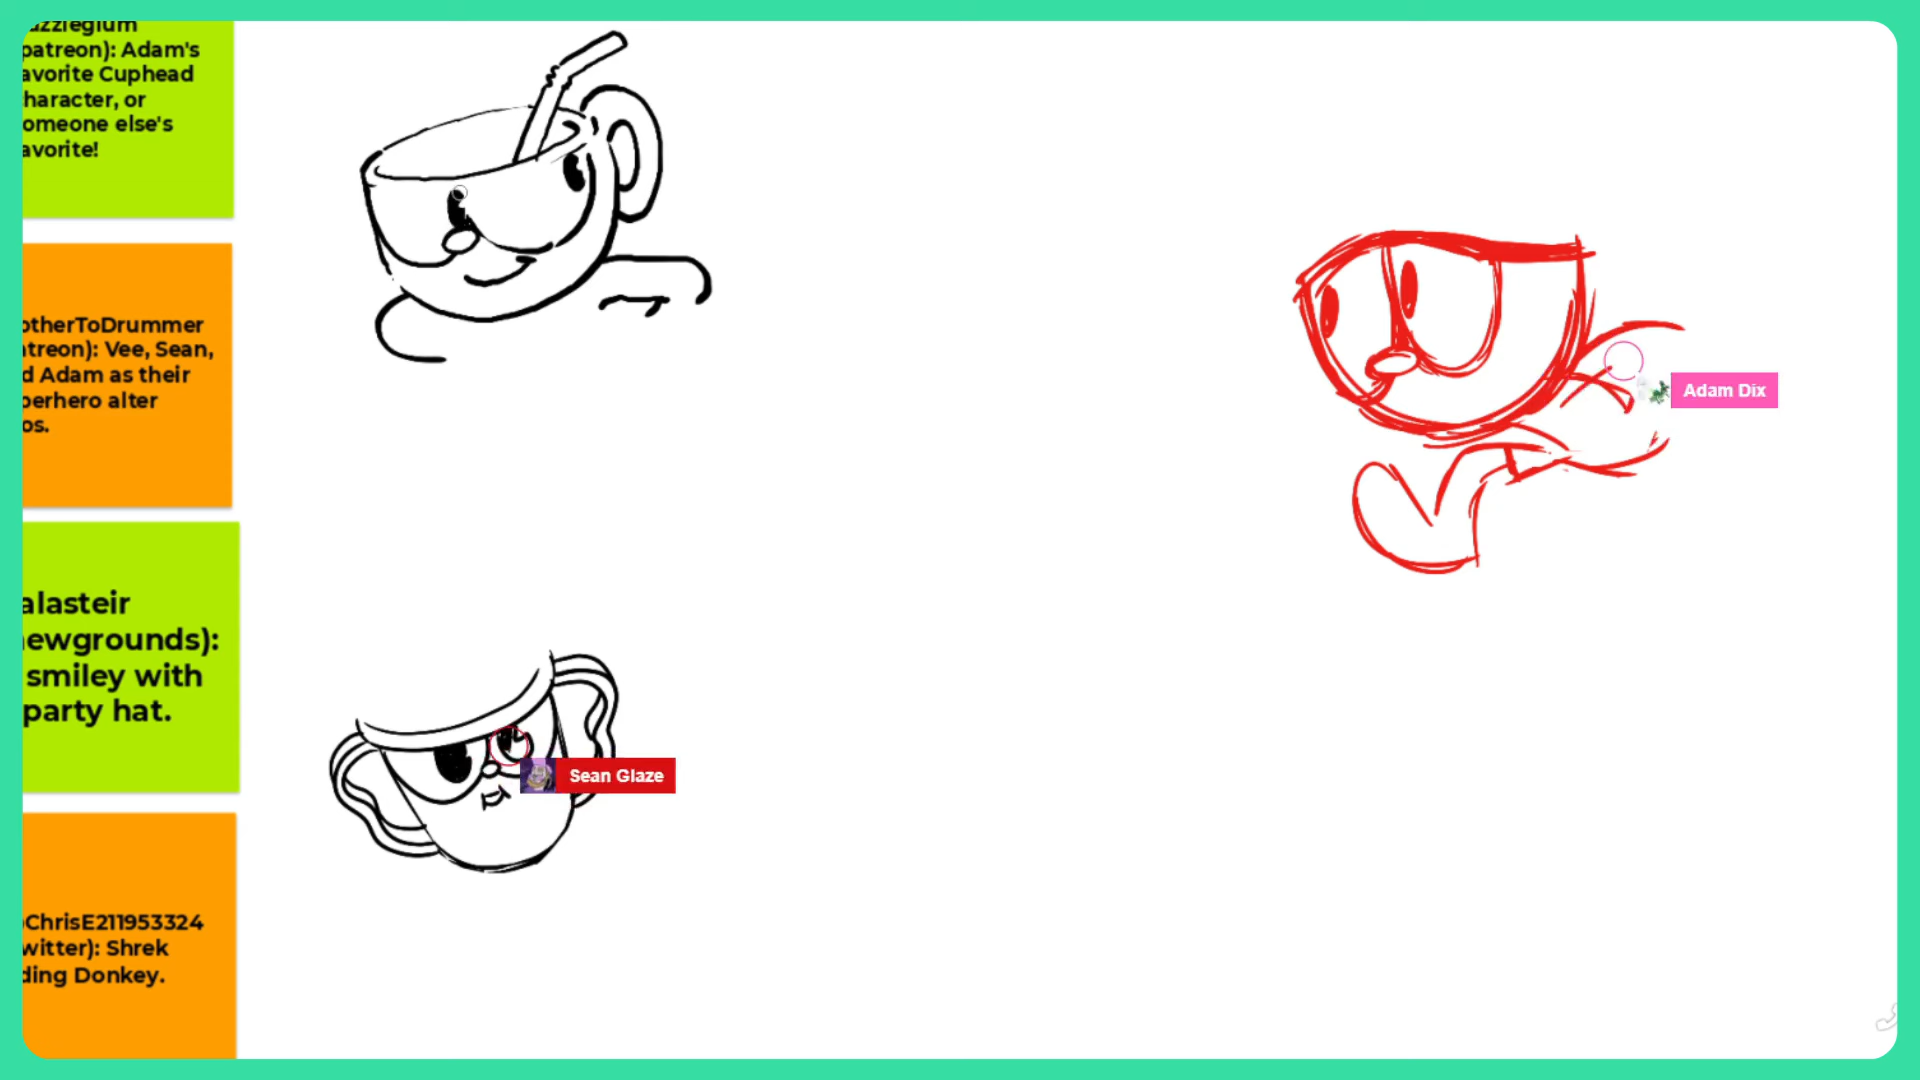 patreon): Adam's
avorite Cuphead
haracter, or
omeone else's
avorite!
otherToDrummer
atreon): Vee, Sean,
d Adam as their
perhero alter
os.
alasteir
ewgrounds):
smiley with
party hat.
ChrisE211953324
witter): Shrek
ding Donkey.
Adam Dix
Sean Glaze